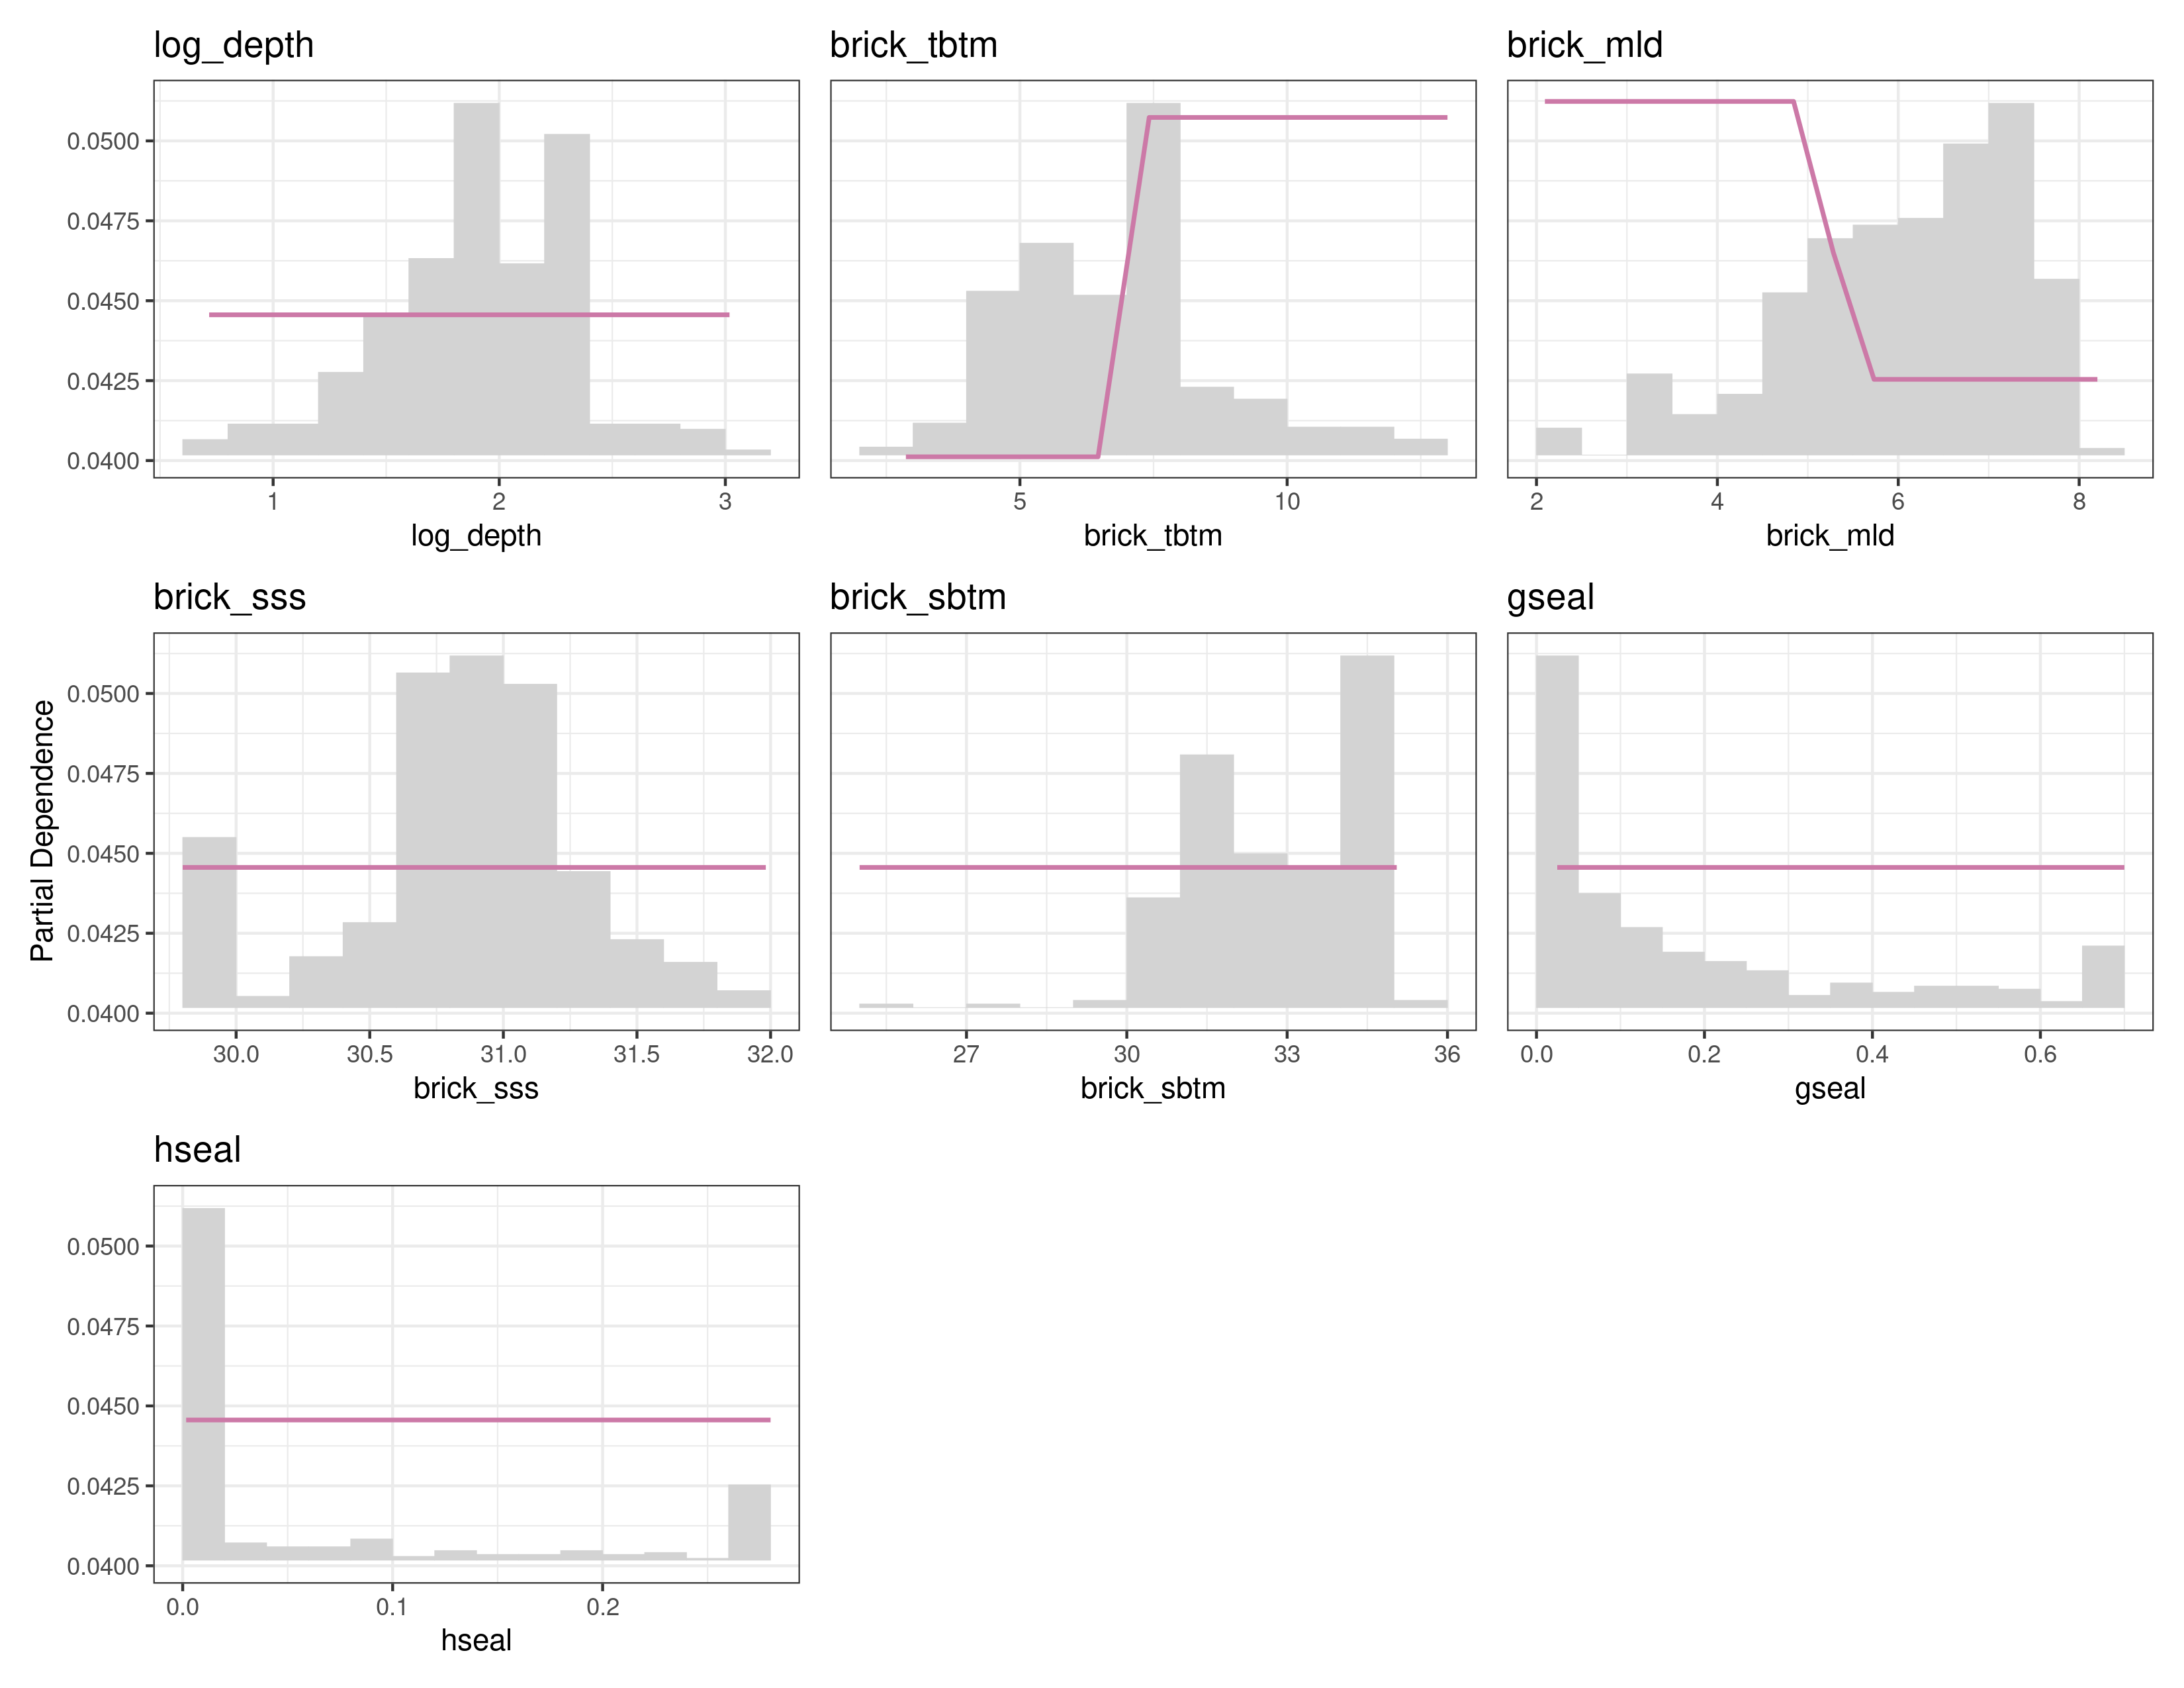 log_depth brick_tbtm brick_mld
0.0500
0.0475
0.0450
0.0425
0.0400
1 2 3 5 10 2 4 6 8
log_depth brick_tbtm brick_mld
brick_sss brick_sbtm gseal
Partial Dependence
0.0500
0.0475
0.0450
0.0425
0.0400
30.0 30.5 31.0 31.5 32.0 27 30 33 36 0.0 0.2 0.4 0.6
brick_sss brick_sbtm gseal
hseal
0.0500
0.0475
0.0450
0.0425
0.0400
0.0 0.1 0.2
hseal